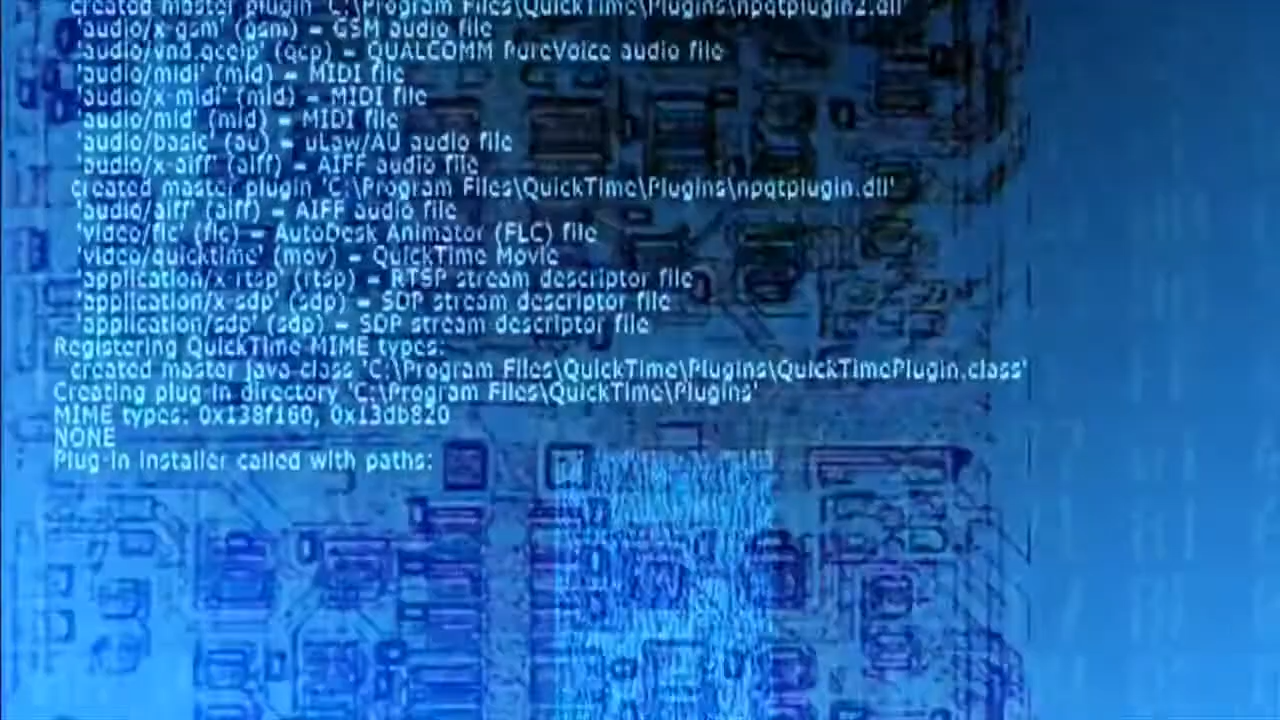 created master plugin 'C:\Program Files\QuickTime\Plugins\npqtplugin2.dll'
'audio/x-gsm' (gsm) - GSM audio file
'audio/vnd.qcelp' (qcp) - QUALCOMM PureVoice audio file
'audio/midi' (mid) - MIDI file
'audio/x-midi' (mid) - MIDI file
'audio/mid' (mid) - MIDI file
'audio/basic' (au) - uLaw/AU audio file
'audio/x-aiff' (aiff) - AIFF audio file
created master plugin 'C:\Program Files\QuickTime\Plugins\npqtplugin.dll'
'audio/aiff' (aiff) - AIFF audio file
'video/flc' (flc) - AutoDesk Animator (FLC) file
'video/quicktime' (mov) - QuickTime Movie
'application/x-rtsp' (rtsp) - RTSP stream descriptor file
'application/x-sdp' (sdp) - SDP stream descriptor file
'application/sdp' (sdp) - SDP stream descriptor file
Registering QuickTime MIME types:
created master java class 'C:\Program Files\QuickTime\Plugins\QuickTimePlugin.class'
Creating plug-in directory 'C:\Program Files\QuickTime\Plugins'
MIME types: 0x138f160, 0x13db820
NONE
Plug-in installer called with paths: